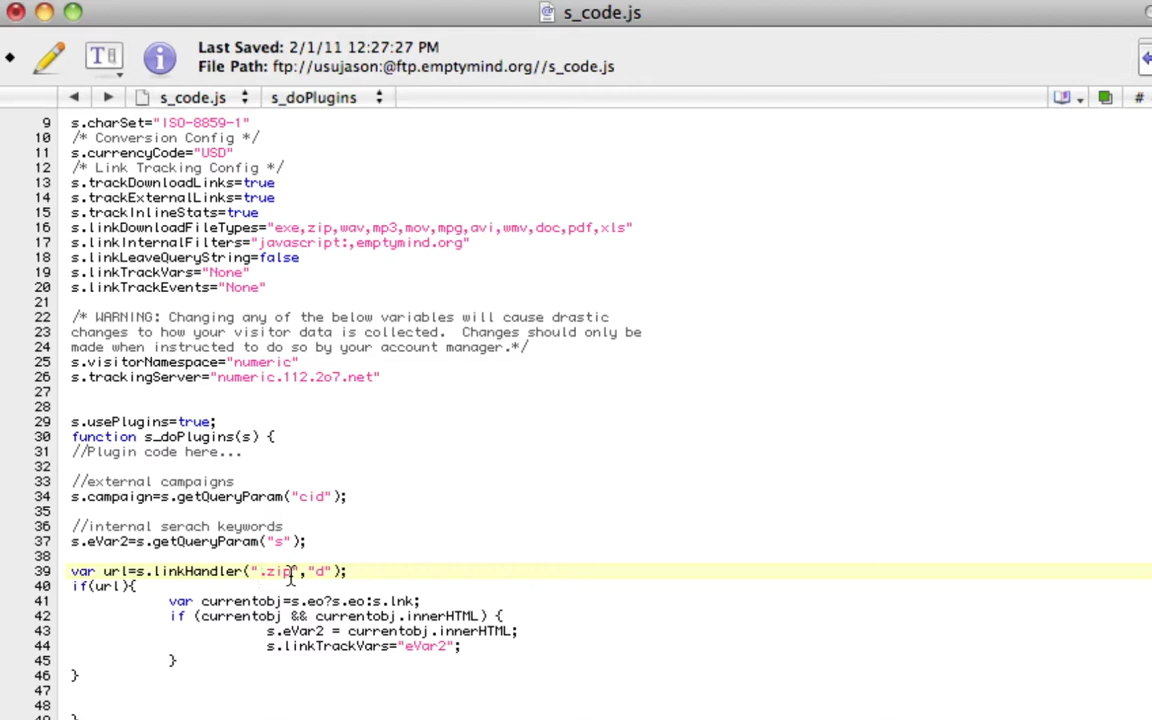 s_code.js
Last Saved: 2/1/11 12:27:27 PM
File Path: ftp://usujason:@ftp.emptymind.org//s_code.js
s_code.js s_doPlugins #
9 s.charSet="ISO-8859-1"
10 /* Conversion Config */
11 s.currencyCode="USD"
12 /* Link Tracking Config */
13 s.trackDownloadLinks=true
14 s.trackExternalLinks=true
15 s.trackInlineStats=true
16 s.linkDownloadFileTypes="exe,zip,wav,mp3,mov,mpg,avi,wmv,doc,pdf,xls"
17 s.linkInternalFilters="javascript:,emptymind.org"
18 s.linkLeaveQueryString=false
19 s.linkTrackVars="None"
20 s.linkTrackEvents="None"
21
22 /* WARNING: Changing any of the below variables will cause drastic
23 changes to how your visitor data is collected.  Changes should only be
24 made when instructed to do so by your account manager.*/
25 s.visitorNamespace="numeric"
26 s.trackingServer="numeric.112.2o7.net"
27
28
29 s.usePlugins=true;
30 function s_doPlugins(s) {
31 //Plugin code here...
32
33 //external campaigns
34 s.campaign=s.getQueryParam("cid");
35
36 //internal serach keywords
37 s.eVar2=s.getQueryParam("s");
38
39 var url=s.linkHandler(".zip","d");
40 if(url){
41 var currentobj=s.eo?s.eo:s.lnk;
42 if (currentobj && currentobj.innerHTML) {
43 s.eVar2 = currentobj.innerHTML;
44 s.linkTrackVars="eVar2";
45 }
46 }
47
48
49 }